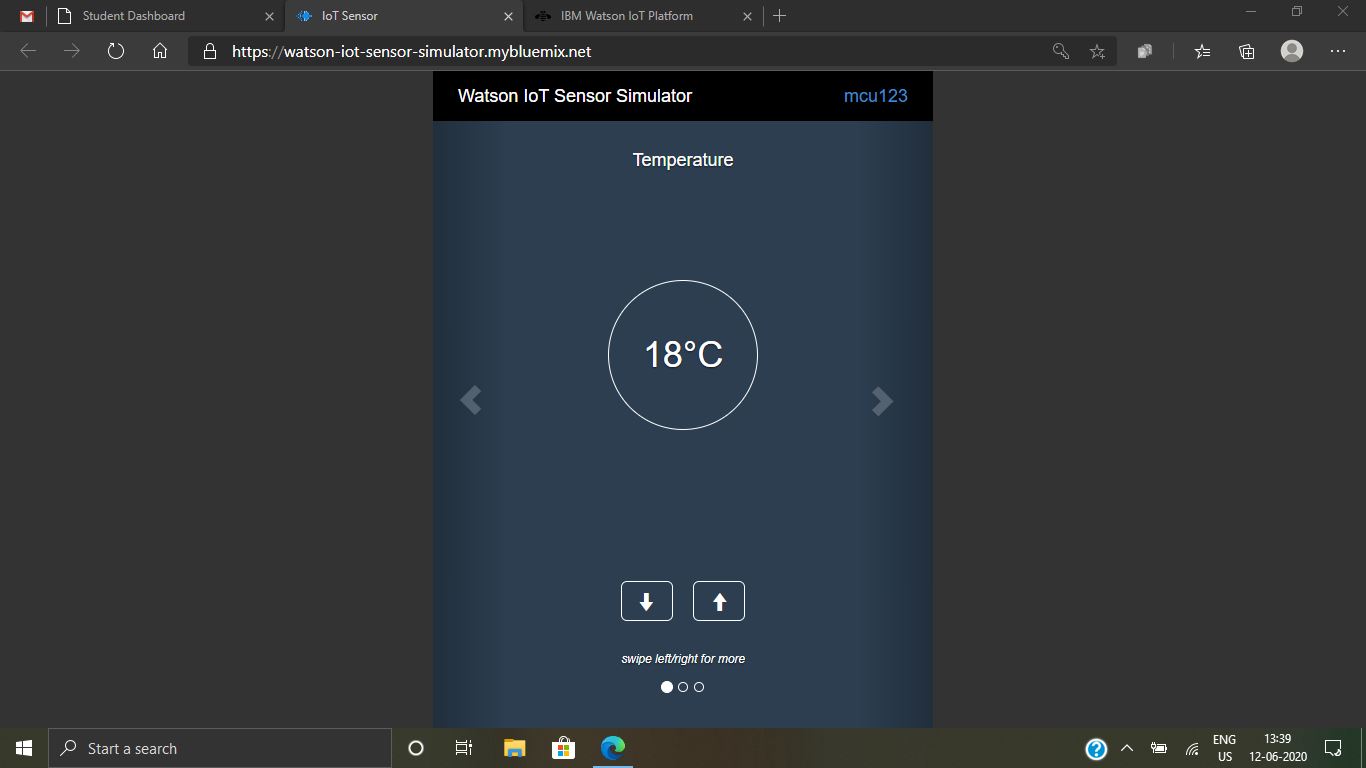 Student Dashboard
IoT Sensor
IBM Watson IoT Platform
https://watson-iot-sensor-simulator.mybluemix.net
Watson IoT Sensor Simulator
mcu123
Temperature
18°C
swipe left/right for more
Start a search
ENG
US
13:39
12-06-2020